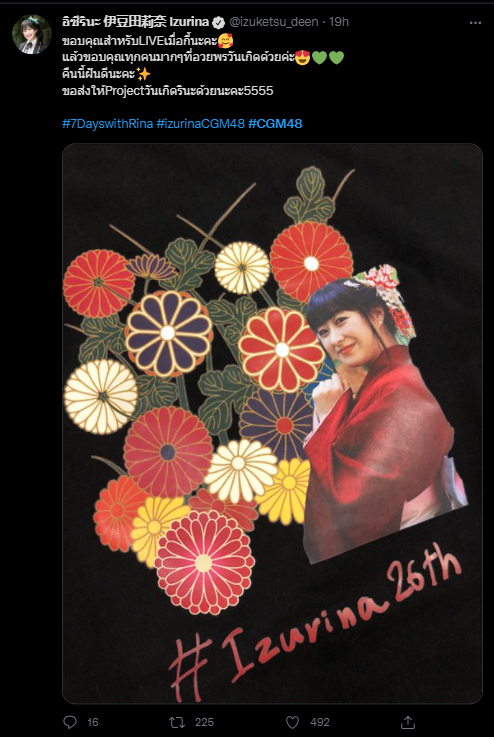 อิซึรินะ 伊豆田莉奈 Izurina @izuketsu_deen · 19h
ขอบคุณสำหรับLIVEเมื่อกี้นะคะ🥰
แล้วขอบคุณทุกคนมากๆที่อวยพรวันเกิดด้วยค่ะ😍💚💚
คืนนี้ฝันดีนะคะ✨
ขอส่งให้Projectวันเกิดรินะด้วยนะคะ5555
#7DayswithRina #izurinaCGM48 #CGM48
#Izurina 26th
16 225 492